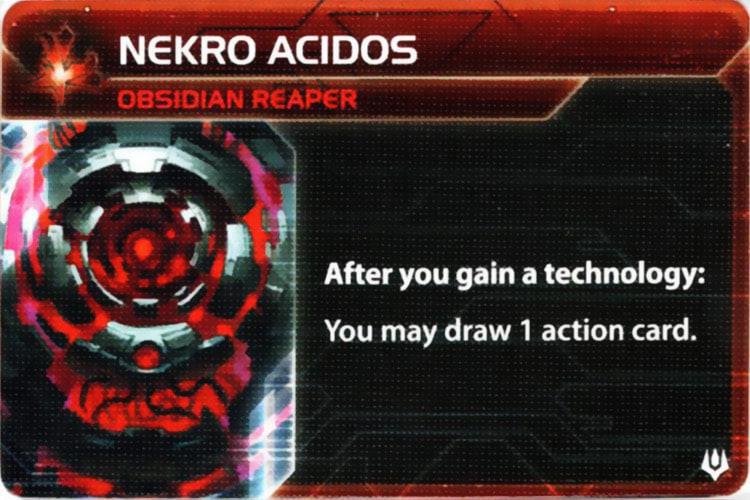 NEKRO ACIDOS
OBSIDIAN REAPER
After you gain a technology:
You may draw 1 action card.